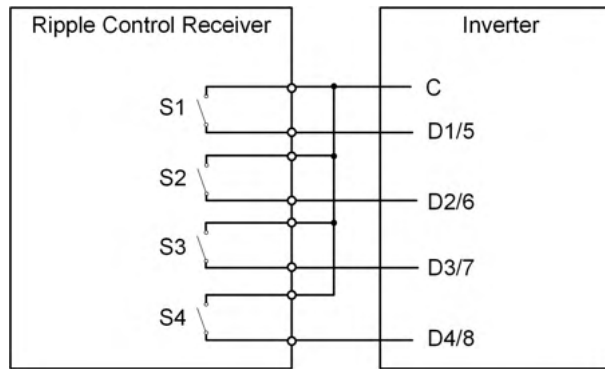 Ripple Control Receiver
Inverter
S1
C
D1/5
S2
D2/6
S3
D3/7
S4
D4/8